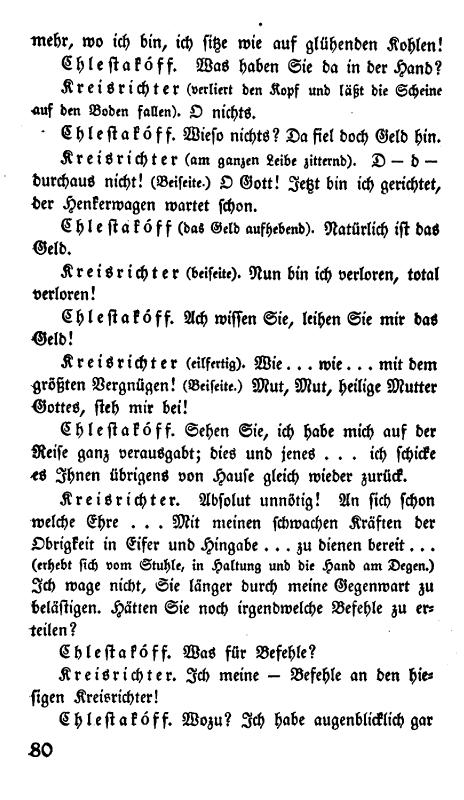 mehr, wo ich bin, ich sitze wie auf glühenden Kohlen!
Chlestakóff. Was haben Sie da in der Hand?
Kreisrichter (verliert den Kopf und läßt die Scheine
auf den Boden fallen). O nichts.
Chlestakóff. Wieso nichts? Da fiel doch Geld hin.
Kreisrichter (am ganzen Leibe zitternd). D — d —
durchaus nicht! (Beiseite.) O Gott! Jetzt bin ich gerichtet,
der Henkerwagen wartet schon.
Chlestakóff (das Geld aufhebend). Natürlich ist das
Geld.
Kreisrichter (beiseite). Nun bin ich verloren, total
verloren!
Chlestakóff. Ach wissen Sie, leihen Sie mir das
Geld!
Kreisrichter (eilfertig). Wie . . . wie . . . mit dem
größten Vergnügen! (Beiseite.) Mut, Mut, heilige Mutter
Gottes, steh mir bei!
Chlestakóff. Sehen Sie, ich habe mich auf der
Reise ganz verausgabt; dies und jenes . . . ich schicke
es Ihnen übrigens von Hause gleich wieder zurück.
Kreisrichter. Absolut unnötig! An sich schon
welche Ehre . . . Mit meinen schwachen Kräften der
Obrigkeit in Eifer und Hingabe . . . zu dienen bereit . . .
(erhebt sich vom Stuhle, in Haltung und die Hand am Degen.)
Ich wage nicht, Sie länger durch meine Gegenwart zu
belästigen. Hätten Sie noch irgendwelche Befehle zu er-
teilen?
Chlestakóff. Was für Befehle?
Kreisrichter. Ich meine — Befehle an den hie-
sigen Kreisrichter!
Chlestakóff. Wozu? Ich habe augenblicklich gar
80